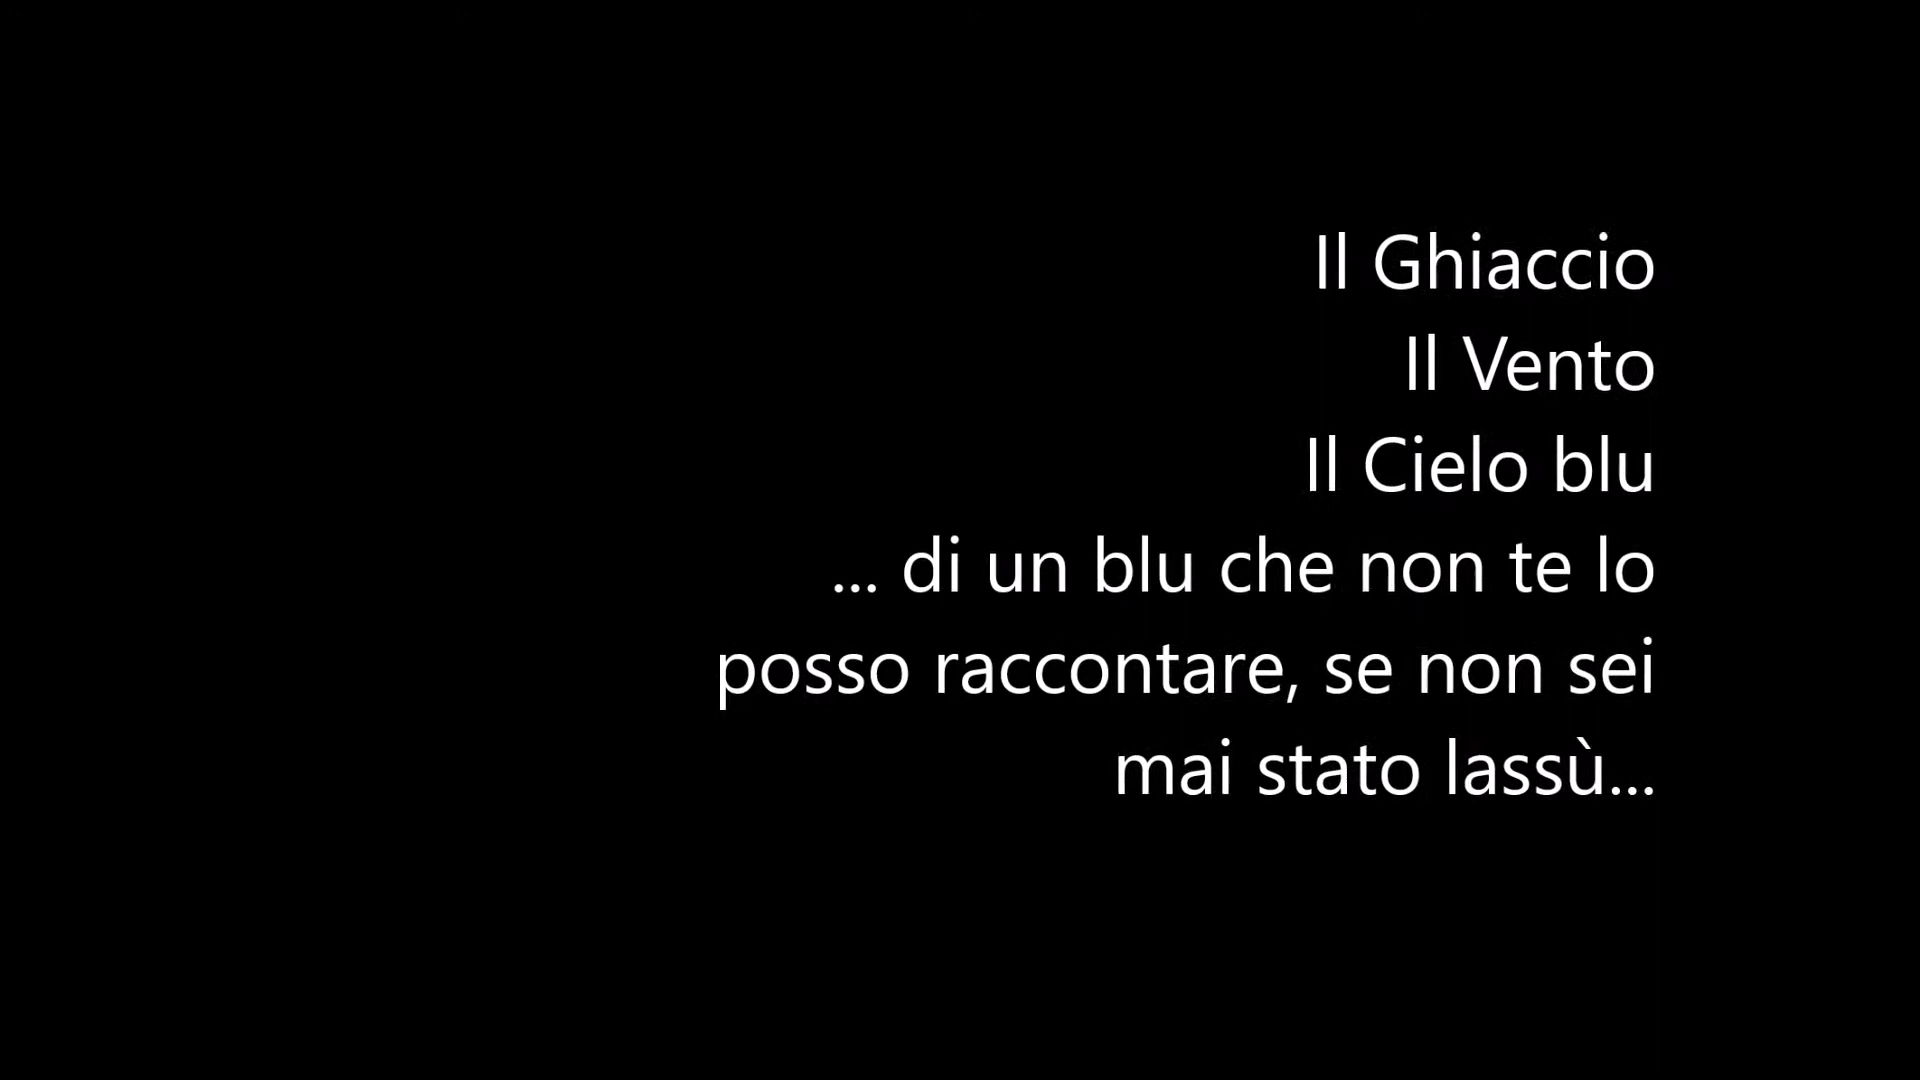 Il Ghiaccio
Il Vento
Il Cielo blu
... di un blu che non te lo
posso raccontare, se non sei
mai stato lassù...